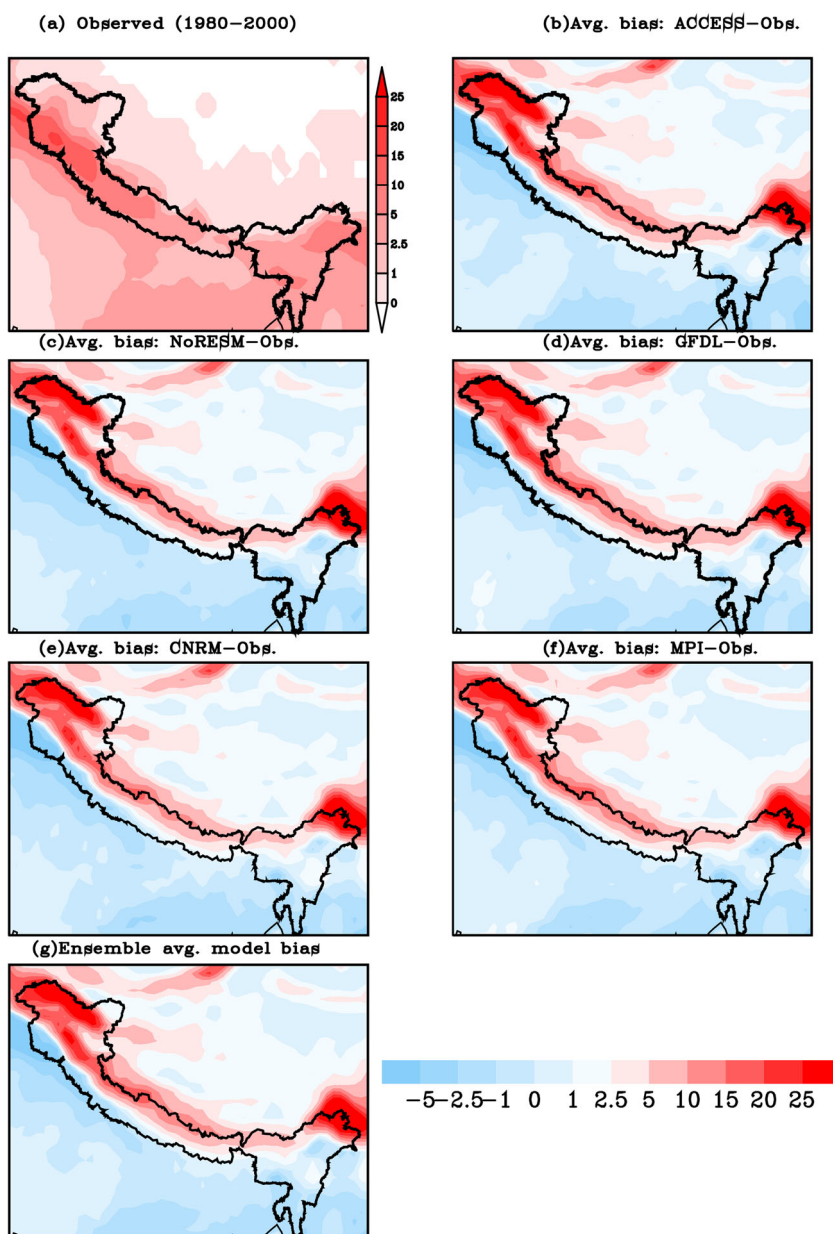 (a) Observed (1980-2000)
(b)Avg. bias: ACCESS-Obs.
25
20
15
10
5
2.5
1
0
(c)Avg. bias: NoRESM-Obs.
(d)Avg. bias: GFDL-Obs.
(e)Avg. bias: CNRM-Obs.
(f)Avg. bias: MPI-Obs.
(g)Ensemble avg. model bias
-5 -2.5 -1 0 1 2.5 5 10 15 20 25